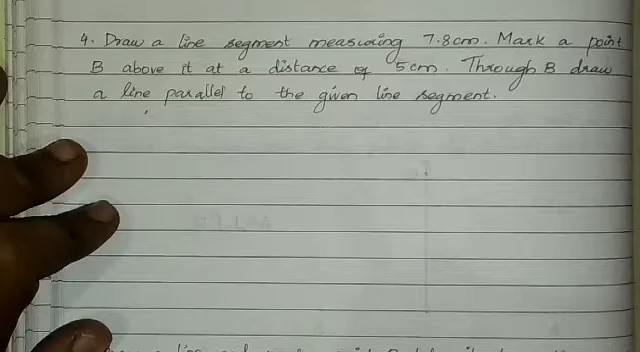 4. Draw a line segment measuring 7.8cm. Mark a point
B above it at a distance of 5cm. Through B draw
a line parallel to the given line segment.